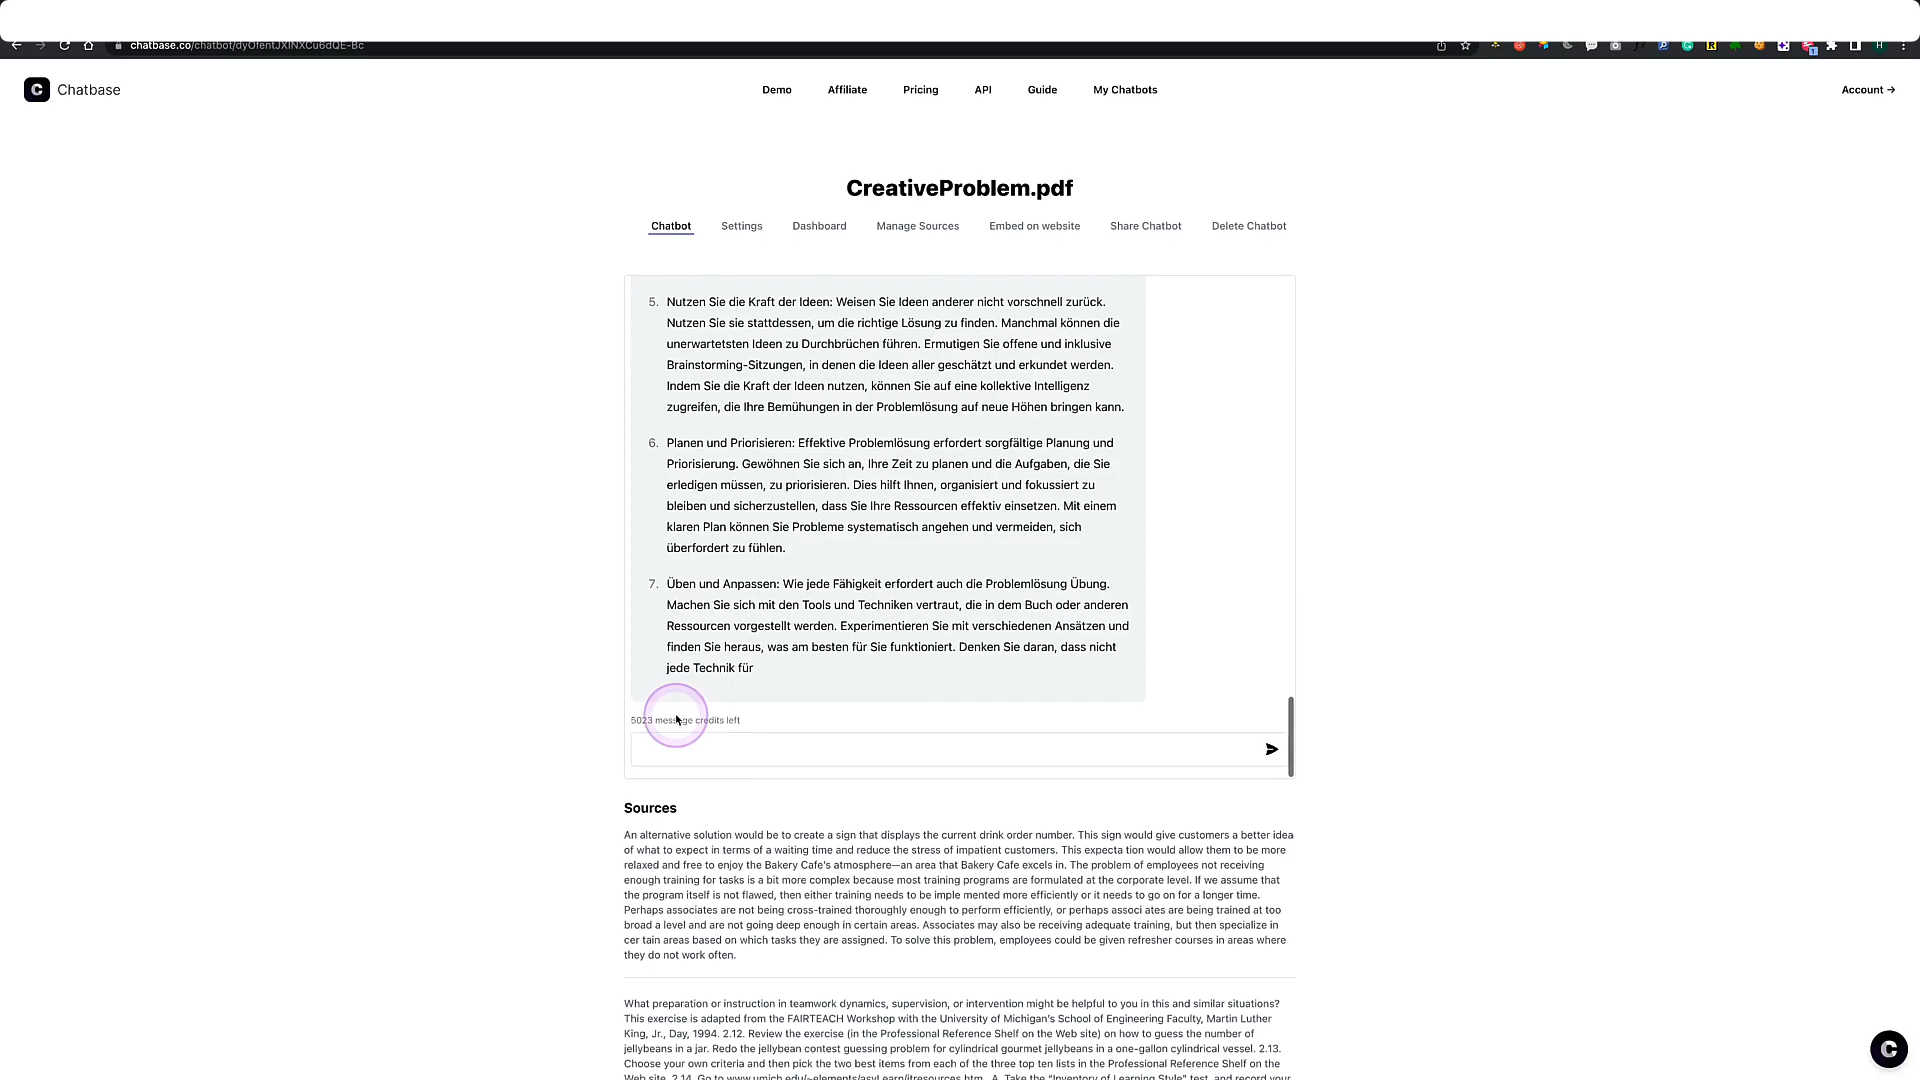 chatbase.co/chatbot/dyOfentJXINXCu6dQE-Bc
Chatbase
Demo
Affiliate
Pricing
API
Guide
My Chatbots
Account →
CreativeProblem.pdf
Chatbot
Settings
Dashboard
Manage Sources
Embed on website
Share Chatbot
Delete Chatbot
5. Nutzen Sie die Kraft der Ideen: Weisen Sie Ideen anderer nicht vorschnell zurück.
Nutzen Sie sie stattdessen, um die richtige Lösung zu finden. Manchmal können die
unerwartetsten Ideen zu Durchbrüchen führen. Ermutigen Sie offene und inklusive
Brainstorming-Sitzungen, in denen die Ideen aller geschätzt und erkundet werden.
Indem Sie die Kraft der Ideen nutzen, können Sie auf eine kollektive Intelligenz
zugreifen, die Ihre Bemühungen in der Problemlösung auf neue Höhen bringen kann.
6. Planen und Priorisieren: Effektive Problemlösung erfordert sorgfältige Planung und
Priorisierung. Gewöhnen Sie sich an, Ihre Zeit zu planen und die Aufgaben, die Sie
erledigen müssen, zu priorisieren. Dies hilft Ihnen, organisiert und fokussiert zu
bleiben und sicherzustellen, dass Sie Ihre Ressourcen effektiv einsetzen. Mit einem
klaren Plan können Sie Probleme systematisch angehen und vermeiden, sich
überfordert zu fühlen.
7. Üben und Anpassen: Wie jede Fähigkeit erfordert auch die Problemlösung Übung.
Machen Sie sich mit den Tools und Techniken vertraut, die in dem Buch oder anderen
Ressourcen vorgestellt werden. Experimentieren Sie mit verschiedenen Ansätzen und
finden Sie heraus, was am besten für Sie funktioniert. Denken Sie daran, dass nicht
jede Technik für
5023 message credits left
Sources
An alternative solution would be to create a sign that displays the current drink order number. This sign would give customers a better idea
of what to expect in terms of a waiting time and reduce the stress of impatient customers. This expecta tion would allow them to be more
relaxed and free to enjoy the Bakery Cafe's atmosphere—an area that Bakery Cafe excels in. The problem of employees not receiving
enough training for tasks is a bit more complex because most training programs are formulated at the corporate level. If we assume that
the program itself is not flawed, then either training needs to be imple mented more efficiently or it needs to go on for a longer time.
Perhaps associates are not being cross-trained thoroughly enough to perform efficiently, or perhaps associ ates are being trained at too
broad a level and are not going deep enough in certain areas. Associates may also be receiving adequate training, but then specialize in
cer tain areas based on which tasks they are assigned. To solve this problem, employees could be given refresher courses in areas where
they do not work often.
What preparation or instruction in teamwork dynamics, supervision, or intervention might be helpful to you in this and similar situations?
This exercise is adapted from the FAIRTEACH Workshop with the University of Michigan's School of Engineering Faculty, Martin Luther
King, Jr., Day, 1994. 2.12. Review the exercise (in the Professional Reference Shelf on the Web site) on how to guess the number of
jellybeans in a jar. Redo the jellybean contest guessing problem for cylindrical gourmet jellybeans in a one-gallon cylindrical vessel. 2.13.
Choose your own criteria and then pick the two best items from each of the three top ten lists in the Professional Reference Shelf on the
Web site. 2.14. Go to www.umich.edu/~elements/asyLearn/itresources.htm. A. Take the "Inventory of Learning Style" test, and record your